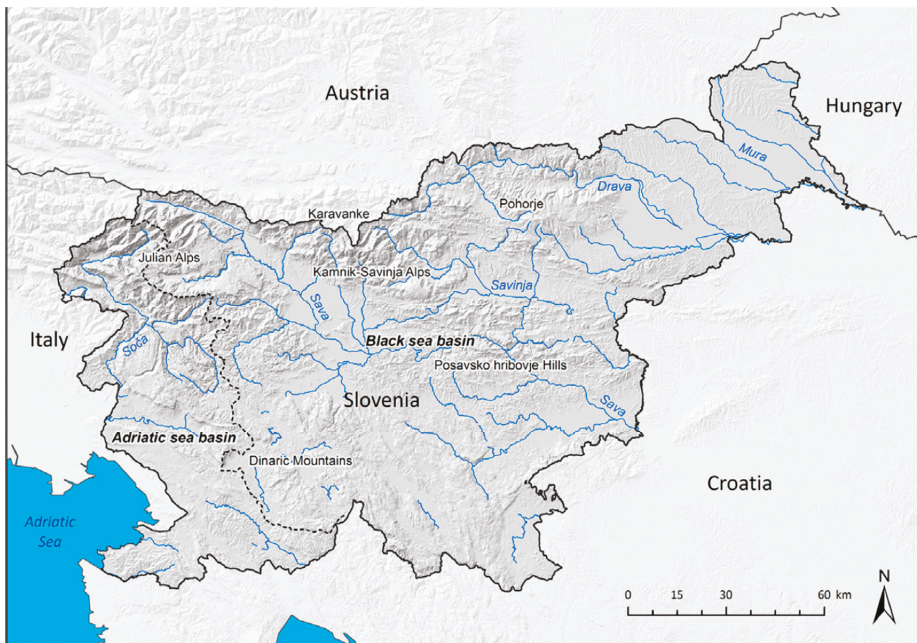 Austria
Hungary
Mura
Drava
Pohorje
Karavanke
Julian Alps
Kamnik-Savinja Alps
Savinja
Sava
Italy
Soča
Black sea basin
Posavsko hribovje Hills
Slovenia
Sava
Adriatic sea basin
Dinaric Mountains
Croatia
Adriatic
Sea
N
0 15 30 60 km